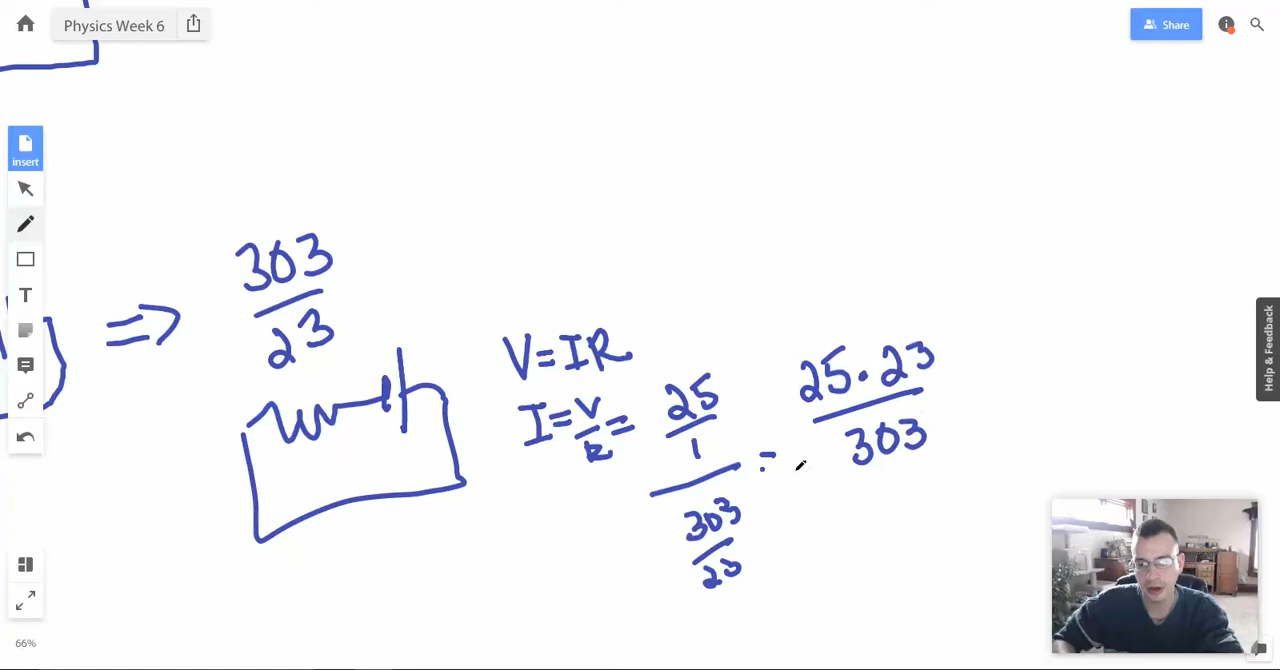 Physics Week 6
Share
insert
T
Help & Feedback
=> 303/23
V=IR
I=V/R= 25/1 / 303/23 = 25·23/303
66%